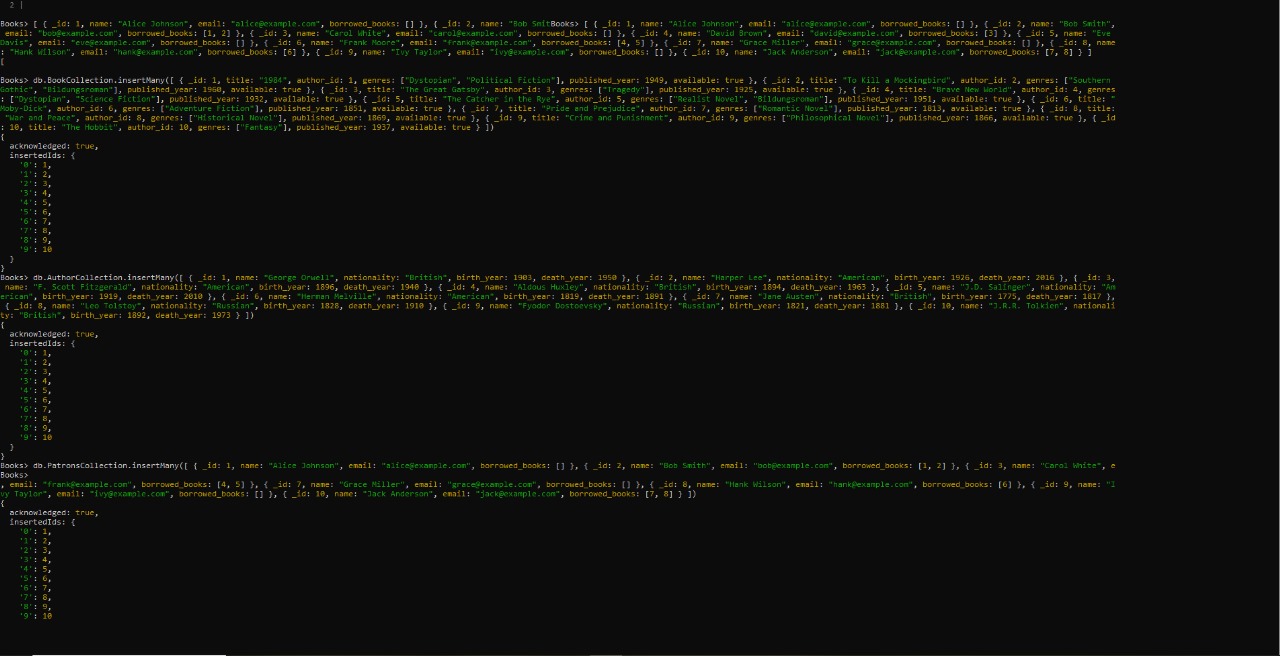 2 |
Books> [ { _id: 1, name: "Alice Johnson", email: "alice@example.com", borrowed_books: [] }, { _id: 2, name: "Bob SmitBooks> [ { _id: 1, name: "Alice Johnson", email: "alice@example.com", borrowed_books: [] }, { _id: 2, name: "Bob Smith",
email: "bob@example.com", borrowed_books: [1, 2] }, { _id: 3, name: "Carol White", email: "carol@example.com", borrowed_books: [] }, { _id: 4, name: "David Brown", email: "david@example.com", borrowed_books: [3] }, { _id: 5, name: "Eve
Davis", email: "eve@example.com", borrowed_books: [] }, { _id: 6, name: "Frank Moore", email: "frank@example.com", borrowed_books: [4, 5] }, { _id: 7, name: "Grace Miller", email: "grace@example.com", borrowed_books: [] }, { _id: 8, name
: "Hank Wilson", email: "hank@example.com", borrowed_books: [6] }, { _id: 9, name: "Ivy Taylor", email: "ivy@example.com", borrowed_books: [] }, { _id: 10, name: "Jack Anderson", email: "jack@example.com", borrowed_books: [7, 8] } ]
[
Books> db.BookCollection.insertMany([ { _id: 1, title: "1984", author_id: 1, genres: ["Dystopian", "Political Fiction"], published_year: 1949, available: true }, { _id: 2, title: "To Kill a Mockingbird", author_id: 2, genres: ["Southern
Gothic", "Bildungsroman"], published_year: 1960, available: true }, { _id: 3, title: "The Great Gatsby", author_id: 3, genres: ["Tragedy"], published_year: 1925, available: true }, { _id: 4, title: "Brave New World", author_id: 4, genres
: ["Dystopian", "Science Fiction"], published_year: 1932, available: true }, { _id: 5, title: "The Catcher in the Rye", author_id: 5, genres: ["Realist Novel", "Bildungsroman"], published_year: 1951, available: true }, { _id: 6, title: "
Moby-Dick", author_id: 6, genres: ["Adventure Fiction"], published_year: 1851, available: true }, { _id: 7, title: "Pride and Prejudice", author_id: 7, genres: ["Romantic Novel"], published_year: 1813, available: true }, { _id: 8, title:
"War and Peace", author_id: 8, genres: ["Historical Novel"], published_year: 1869, available: true }, { _id: 9, title: "Crime and Punishment", author_id: 9, genres: ["Philosophical Novel"], published_year: 1866, available: true }, { _id
: 10, title: "The Hobbit", author_id: 10, genres: ["Fantasy"], published_year: 1937, available: true } ])
{
acknowledged: true,
insertedIds: {
'0': 1,
'1': 2,
'2': 3,
'3': 4,
'4': 5,
'5': 6,
'6': 7,
'7': 8,
'8': 9,
'9': 10
}
}
Books> db.AuthorCollection.insertMany([ { _id: 1, name: "George Orwell", nationality: "British", birth_year: 1903, death_year: 1950 }, { _id: 2, name: "Harper Lee", nationality: "American", birth_year: 1926, death_year: 2016 }, { _id: 3,
name: "F. Scott Fitzgerald", nationality: "American", birth_year: 1896, death_year: 1940 }, { _id: 4, name: "Aldous Huxley", nationality: "British", birth_year: 1894, death_year: 1963 }, { _id: 5, name: "J.D. Salinger", nationality: "Am
erican", birth_year: 1919, death_year: 2010 }, { _id: 6, name: "Herman Melville", nationality: "American", birth_year: 1819, death_year: 1891 }, { _id: 7, name: "Jane Austen", nationality: "British", birth_year: 1775, death_year: 1817 },
{ _id: 8, name: "Leo Tolstoy", nationality: "Russian", birth_year: 1828, death_year: 1910 }, { _id: 9, name: "Fyodor Dostoevsky", nationality: "Russian", birth_year: 1821, death_year: 1881 }, { _id: 10, name: "J.R.R. Tolkien", nationali
ty: "British", birth_year: 1892, death_year: 1973 } ])
{
acknowledged: true,
insertedIds: {
'0': 1,
'1': 2,
'2': 3,
'3': 4,
'4': 5,
'5': 6,
'6': 7,
'7': 8,
'8': 9,
'9': 10
}
}
Books> db.PatronsCollection.insertMany([ { _id: 1, name: "Alice Johnson", email: "alice@example.com", borrowed_books: [] }, { _id: 2, name: "Bob Smith", email: "bob@example.com", borrowed_books: [1, 2] }, { _id: 3, name: "Carol White", e
Books>
, email: "frank@example.com", borrowed_books: [4, 5] }, { _id: 7, name: "Grace Miller", email: "grace@example.com", borrowed_books: [] }, { _id: 8, name: "Hank Wilson", email: "hank@example.com", borrowed_books: [6] }, { _id: 9, name: "I
vy Taylor", email: "ivy@example.com", borrowed_books: [] }, { _id: 10, name: "Jack Anderson", email: "jack@example.com", borrowed_books: [7, 8] } ])
{
acknowledged: true,
insertedIds: {
'0': 1,
'1': 2,
'2': 3,
'3': 4,
'4': 5,
'5': 6,
'6': 7,
'7': 8,
'8': 9,
'9': 10